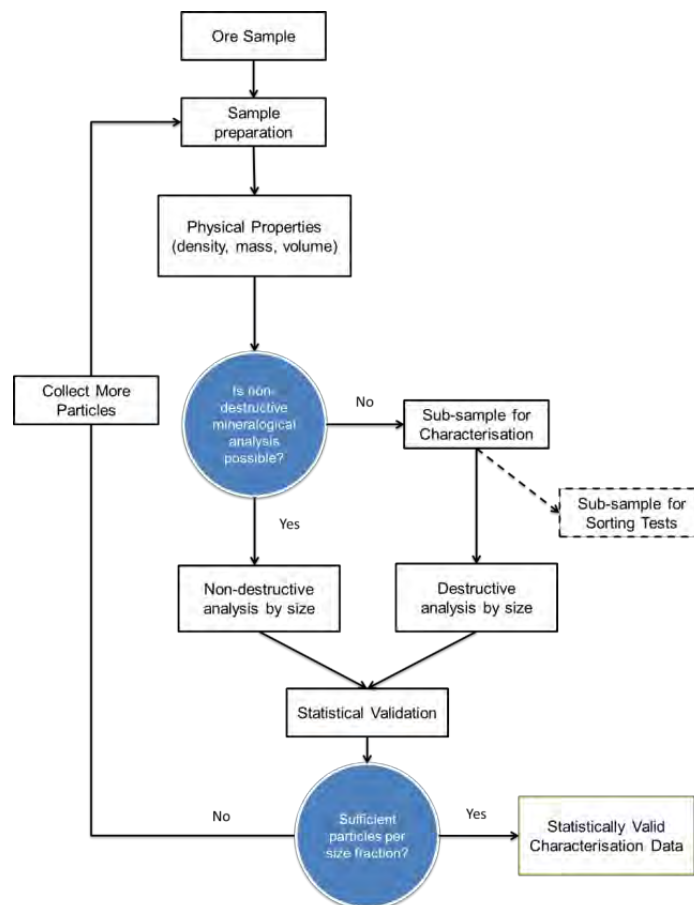 Ore Sample
Sample
preparation
Physical Properties
(density, mass, volume)
Collect More
Particles
Is non-
destructive
mineralogical
analysis
possible?
No
Sub-sample for
Characterisation
Sub-sample for
Sorting Tests
Yes
Non-destructive
analysis by size
Destructive
analysis by size
Statistical Validation
No
Sufficient
particles per
size fraction?
Yes
Statistically Valid
Characterisation Data